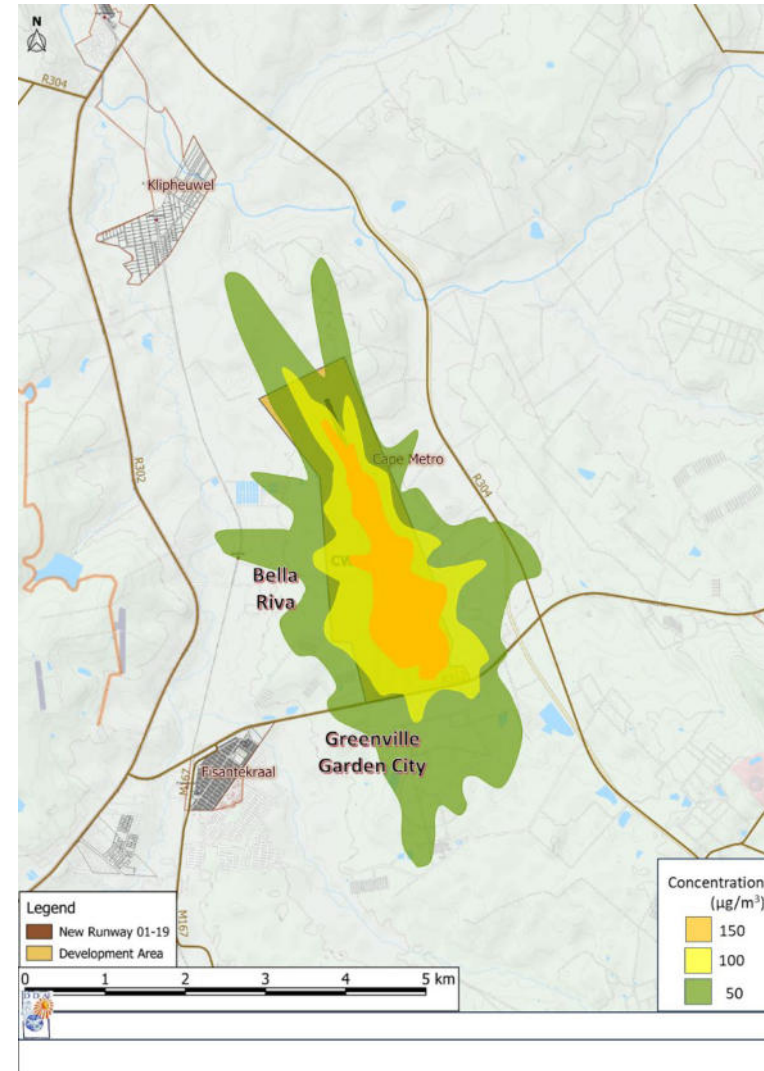 N
R304
Klipheuwel
R302
Cape Metro
R304
Bella
Riva
Greenville
Garden City
Fisantekraal
M167
M167
Legend
New Runway 01-19
Development Area
0 1 2 3 4 5 km
Concentration
(µg/m³)
150
100
50